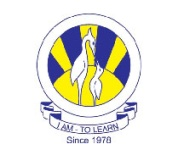 I AM - TO LEARN
Since 1978